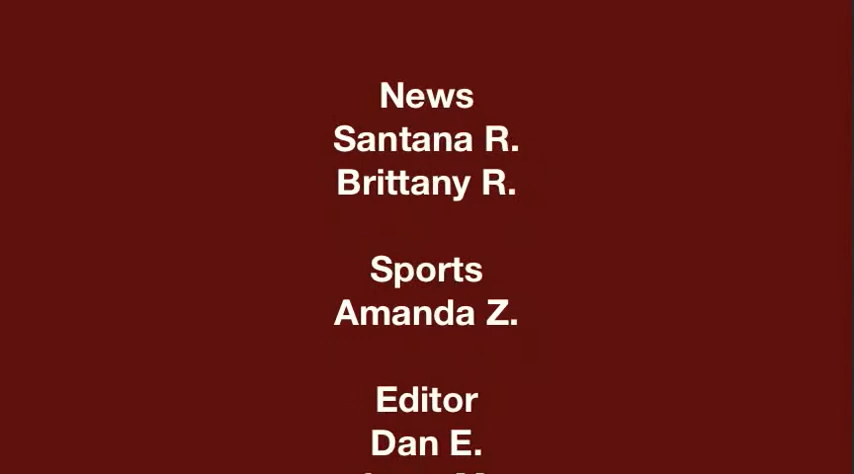 News
Santana R.
Brittany R.
Sports
Amanda Z.
Editor
Dan E.